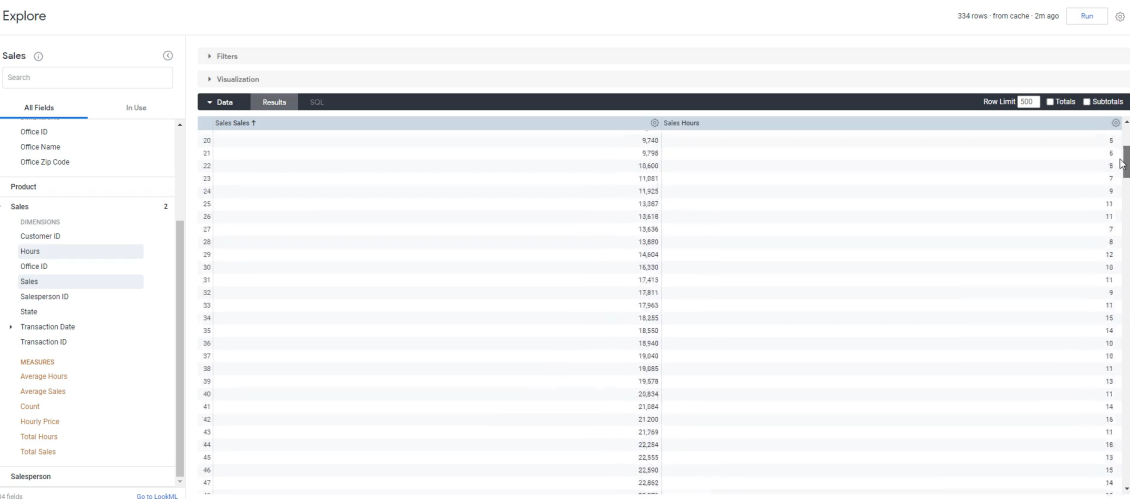 Explore
334 rows · from cache · 2m ago
Run
Sales
Search
All Fields
In Use
Office ID
Office Name
Office Zip Code
Product
Sales 2
DIMENSIONS
Customer ID
Hours
Office ID
Sales
Salesperson ID
State
Transaction Date
Transaction ID
MEASURES
Average Hours
Average Sales
Count
Hourly Price
Total Hours
Total Sales
Salesperson
Go to LookML
Filters
Visualization
Data Results SQL
Row Limit 500 Totals Subtotals
Sales Sales ↑ Sales Hours
20 9,740 5
21 9,798 6
22 10,600 8
23 11,081 7
24 11,925 9
25 13,387 11
26 13,618 11
27 13,636 7
28 13,880 8
29 14,604 12
30 16,330 10
31 17,413 11
32 17,811 9
33 17,963 11
34 18,255 15
35 18,550 14
36 18,940 10
37 19,040 10
38 19,085 11
39 19,578 13
40 20,834 11
41 21,084 14
42 21,200 16
43 21,769 11
44 22,254 18
45 22,555 13
46 22,590 15
47 22,862 14